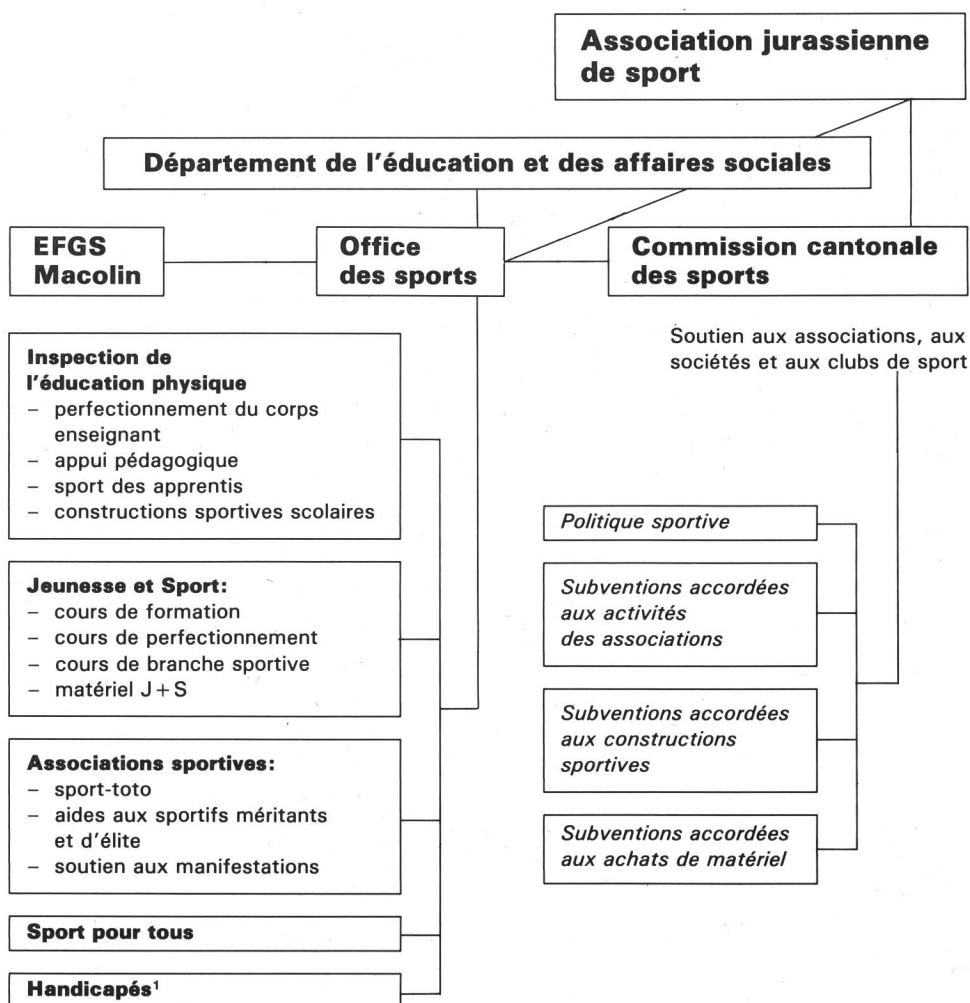 Association jurassienne
de sport
Département de l'éducation et des affaires sociales
EFGS
Macolin
Office
des sports
Commission cantonale
des sports
Soutien aux associations, aux
sociétés et aux clubs de sport
Inspection de
l'éducation physique
– perfectionnement du corps
enseignant
– appui pédagogique
– sport des apprentis
– constructions sportives scolaires
Jeunesse et Sport:
– cours de formation
– cours de perfectionnement
– cours de branche sportive
– matériel J+S
Associations sportives:
– sport-toto
– aides aux sportifs méritants
et d'élite
– soutien aux manifestations
Sport pour tous
Handicapés¹
Politique sportive
Subventions accordées
aux activités
des associations
Subventions accordées
aux constructions
sportives
Subventions accordées
aux achats de matériel